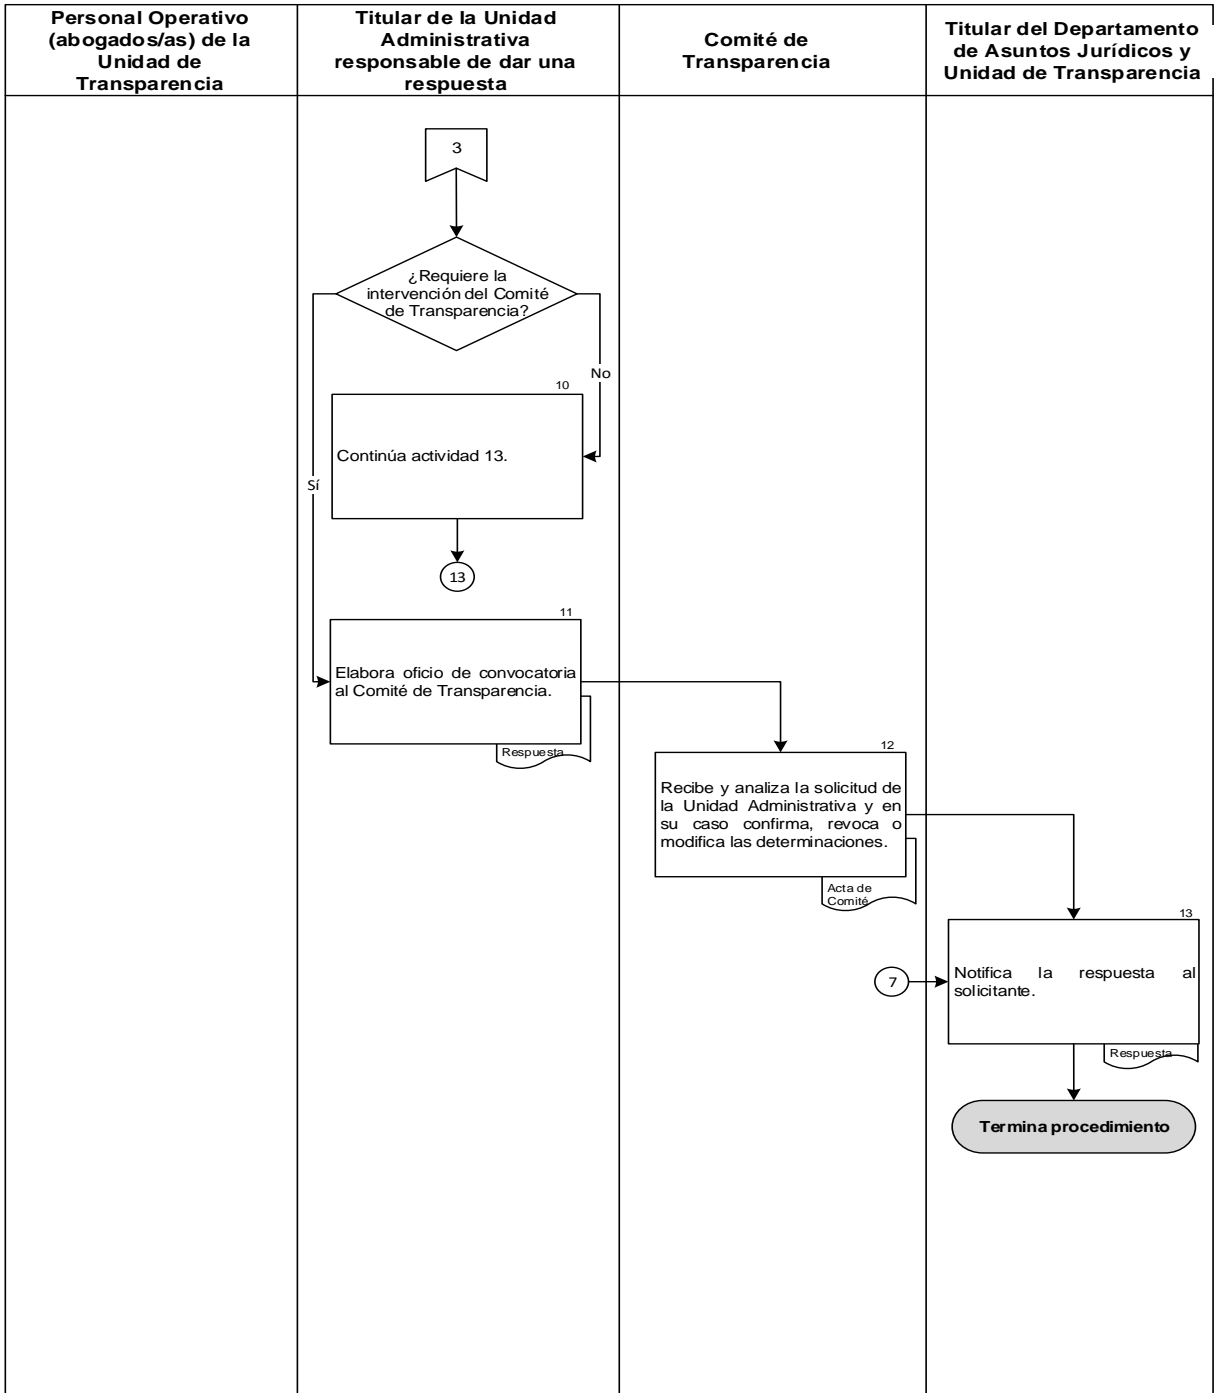 Personal Operativo
(abogados/as) de la
Unidad de
Transparencia
Titular de la Unidad
Administrativa
responsable de dar una
respuesta
Comité de
Transparencia
Titular del Departamento
de Asuntos Jurídicos y
Unidad de Transparencia
3
¿Requiere la
intervención del Comité
de Transparencia?
No
Sí
10
Continúa actividad 13.
13
11
Elabora oficio de convocatoria
al Comité de Transparencia.
Respuesta
12
Recibe y analiza la solicitud de
la Unidad Administrativa y en
su caso confirma, revoca o
modifica las determinaciones.
Acta de
Comité
13
7
Notifica la respuesta al
solicitante.
Respuesta
Termina procedimiento